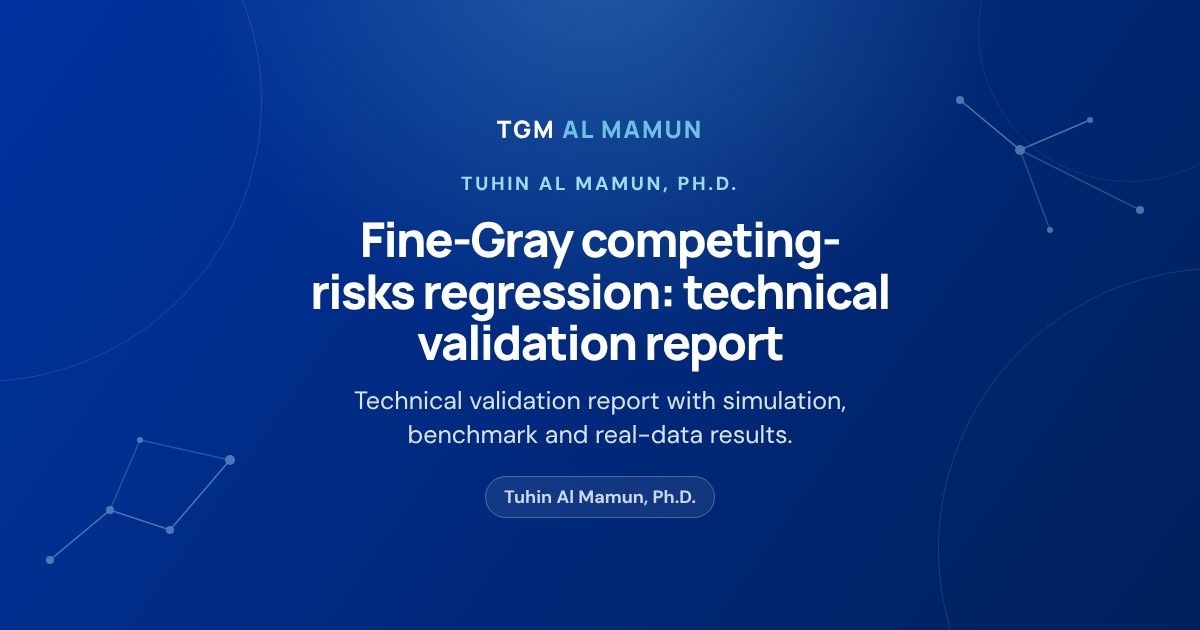 TGM AL MAMUN
TUHIN AL MAMUN, PH.D.
Fine-Gray competing-
risks regression: technical
validation report
Technical validation report with simulation,
benchmark and real-data results.
Tuhin Al Mamun, Ph.D.